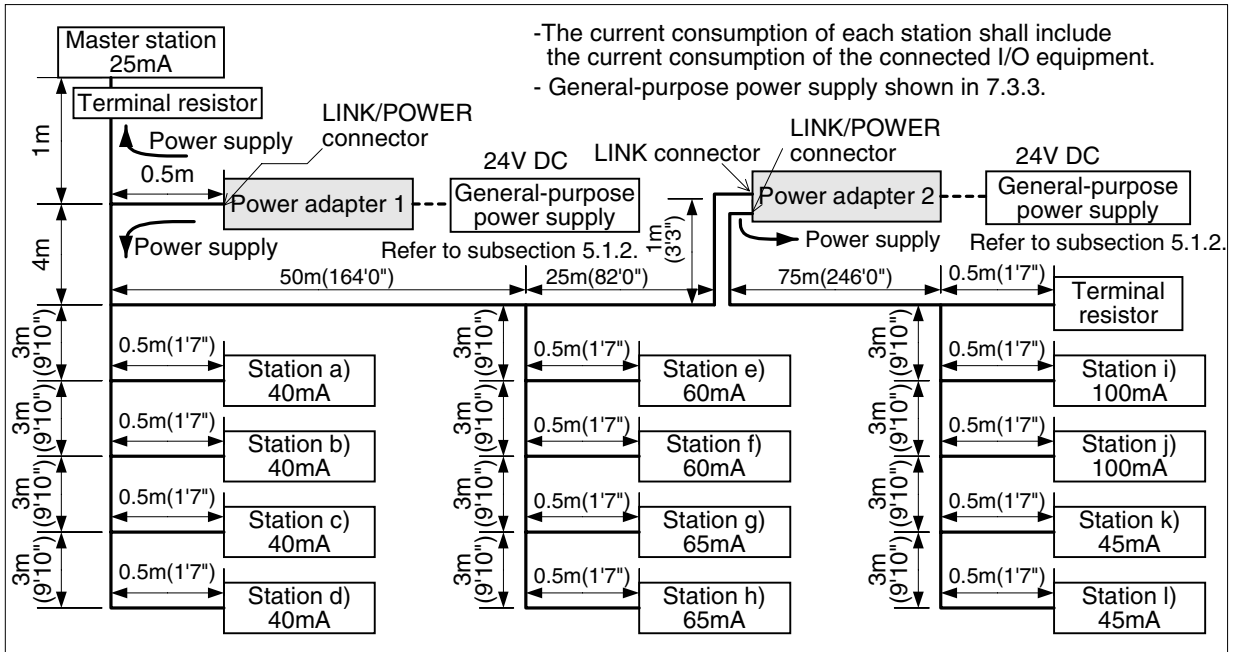 Master station
25mA
-The current consumption of each station shall include
the current consumption of the connected I/O equipment.
- General-purpose power supply shown in 7.3.3.
Terminal resistor
1m
Power supply
LINK/POWER
connector
0.5m
24V DC
Power adapter 1
General-purpose
power supply
LINK connector
LINK/POWER
connector
24V DC
Power adapter 2
General-purpose
power supply
4m
Power supply
Refer to subsection 5.1.2.
1m
(3'3")
Power supply
Refer to subsection 5.1.2.
50m(164'0")
25m(82'0")
75m(246'0")
0.5m(1'7")
Terminal
resistor
3m
(9'10")
0.5m(1'7")
Station a)
40mA
3m
(9'10")
0.5m(1'7")
Station e)
60mA
3m
(9'10")
0.5m(1'7")
Station i)
100mA
3m
(9'10")
0.5m(1'7")
Station b)
40mA
3m
(9'10")
0.5m(1'7")
Station f)
60mA
3m
(9'10")
0.5m(1'7")
Station j)
100mA
3m
(9'10")
0.5m(1'7")
Station c)
40mA
3m
(9'10")
0.5m(1'7")
Station g)
65mA
3m
(9'10")
0.5m(1'7")
Station k)
45mA
3m
(9'10")
0.5m(1'7")
Station d)
40mA
3m
(9'10")
0.5m(1'7")
Station h)
65mA
3m
(9'10")
0.5m(1'7")
Station l)
45mA